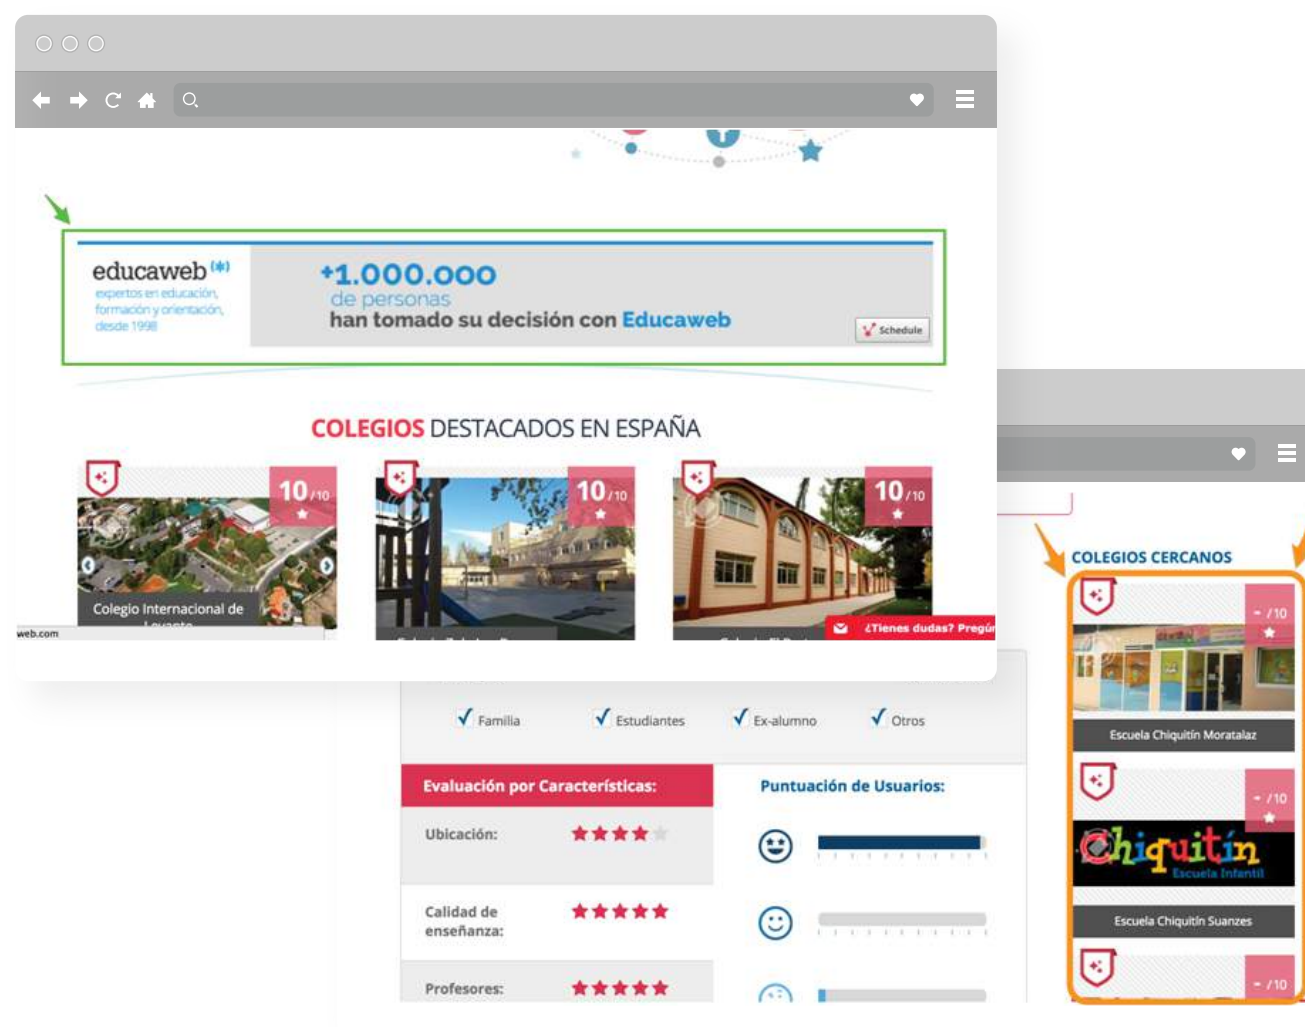 educaweb(*)
expertos en educación,
formación y orientación,
desde 1998
+1.000.000
de personas
han tomado su decisión con Educaweb
Schedule
COLEGIOS DESTACADOS EN ESPAÑA
10/10
10/10
10/10
Colegio Internacional de
Levante
web.com
¿Tienes dudas? Pregún
Familia
Estudiantes
Ex-alumno
Otros
Evaluación por Características:
Puntuación de Usuarios:
Ubicación:
Calidad de
enseñanza:
Profesores:
COLEGIOS CERCANOS
- /10
Escuela Chiquitín Moratalaz
- /10
Chiquitín
Escuela Infantil
Escuela Chiquitín Suanzes
- /10